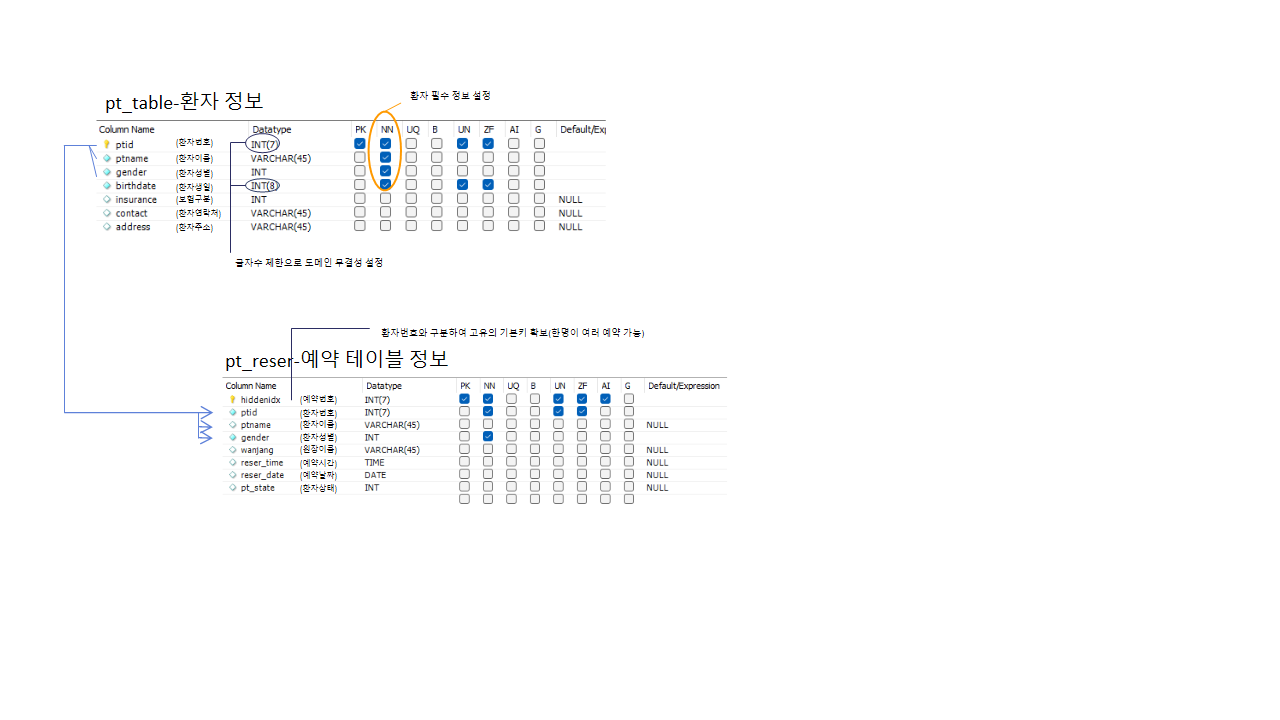 환자 필수 정보 설정
pt_table-환자 정보
Column Name Datatype PK NN UQ B UN ZF AI G Default/Exp
ptid (환자번호) INT(7)
ptname (환자이름) VARCHAR(45)
gender (환자성별) INT
birthdate (환자생일) INT(8)
insurance (보험구분) INT NULL
contact (환자연락처) VARCHAR(45) NULL
address (환자주소) VARCHAR(45) NULL
글자수 제한으로 도메인 무결성 설정
환자번호와 구분하여 고유의 기본키 확보(한명이 여러 예약 가능)
pt_reser-예약 테이블 정보
Column Name Datatype PK NN UQ B UN ZF AI G Default/Expression
hiddenidx (예약번호) INT(7)
ptid (환자번호) INT(7)
ptname (환자이름) VARCHAR(45) NULL
gender (환자성별) INT
wanjang (원장이름) VARCHAR(45) NULL
reser_time (예약시간) TIME NULL
reser_date (예약날짜) DATE NULL
pt_state (환자상태) INT NULL